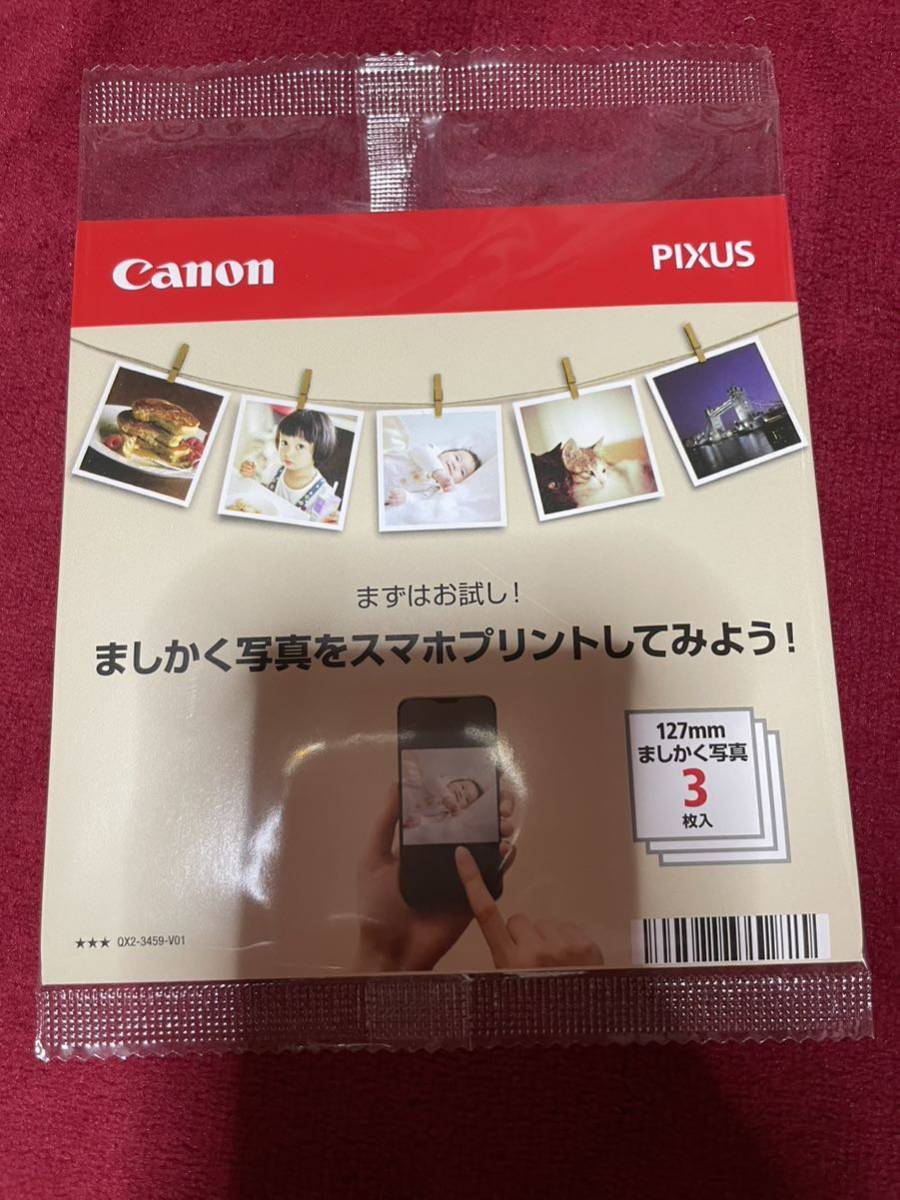 Canon
PIXUS
まずはお試し!
ましかく写真をスマホプリントしてみよう!
127mm
ましかく写真
3
枚入
★★★ QX2-3459-V01